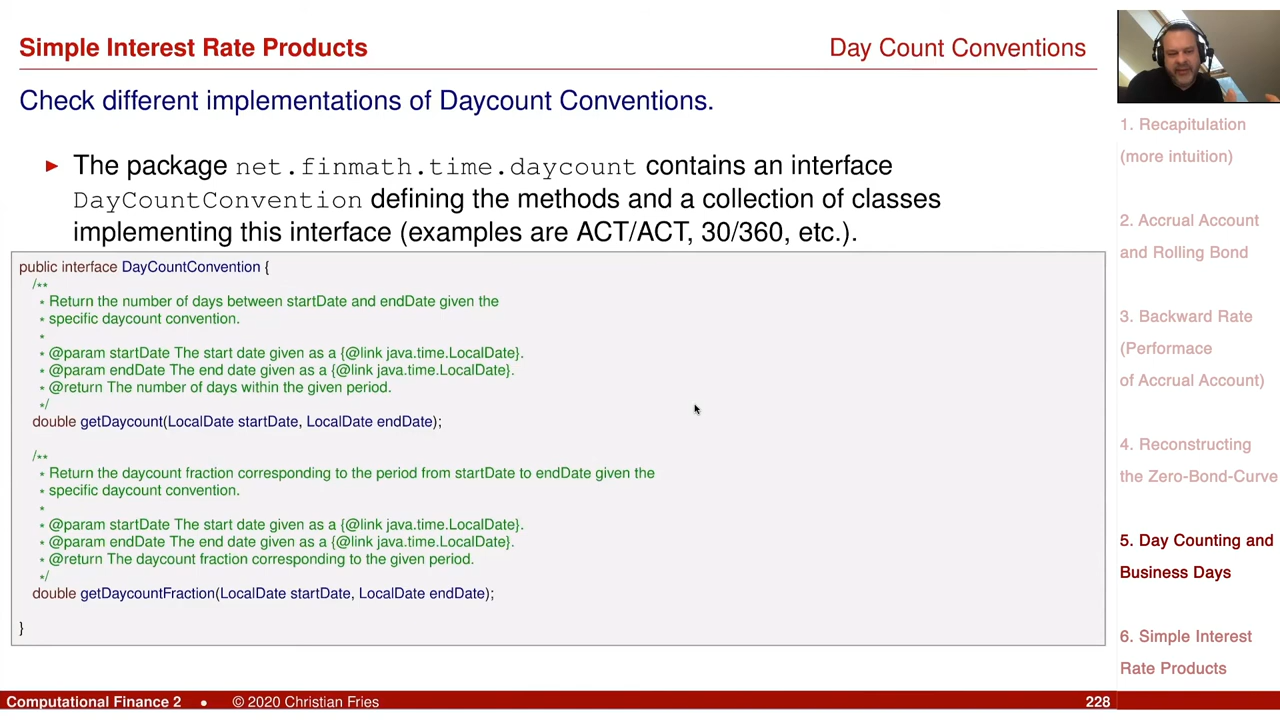 Simple Interest Rate Products
Day Count Conventions
Check different implementations of Daycount Conventions.
► The package net.finmath.time.daycount contains an interface
DayCountConvention defining the methods and a collection of classes
implementing this interface (examples are ACT/ACT, 30/360, etc.).
public interface DayCountConvention {
/**
* Return the number of days between startDate and endDate given the
* specific daycount convention.
*
* @param startDate The start date given as a {@link java.time.LocalDate}.
* @param endDate The end date given as a {@link java.time.LocalDate}.
* @return The number of days within the given period.
*/
double getDaycount(LocalDate startDate, LocalDate endDate);
/**
* Return the daycount fraction corresponding to the period from startDate to endDate given the
* specific daycount convention.
*
* @param startDate The start date given as a {@link java.time.LocalDate}.
* @param endDate The end date given as a {@link java.time.LocalDate}.
* @return The daycount fraction corresponding to the given period.
*/
double getDaycountFraction(LocalDate startDate, LocalDate endDate);
}
1. Recapitulation
(more intuition)
2. Accrual Account
and Rolling Bond
3. Backward Rate
(Performace
of Accrual Account)
4. Reconstructing
the Zero-Bond-Curve
5. Day Counting and
Business Days
6. Simple Interest
Rate Products
Computational Finance 2 • © 2020 Christian Fries
228